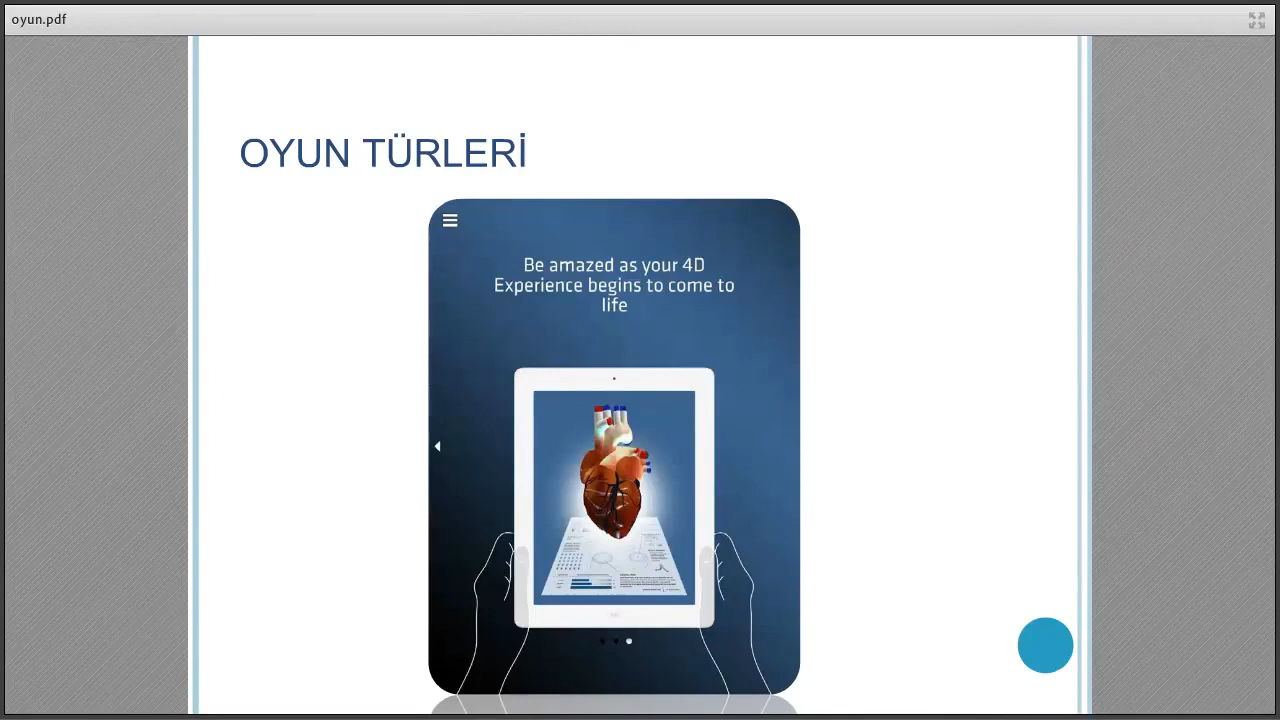 oyun.pdf
OYUN TÜRLERİ
Be amazed as your 4D
Experience begins to come to
life